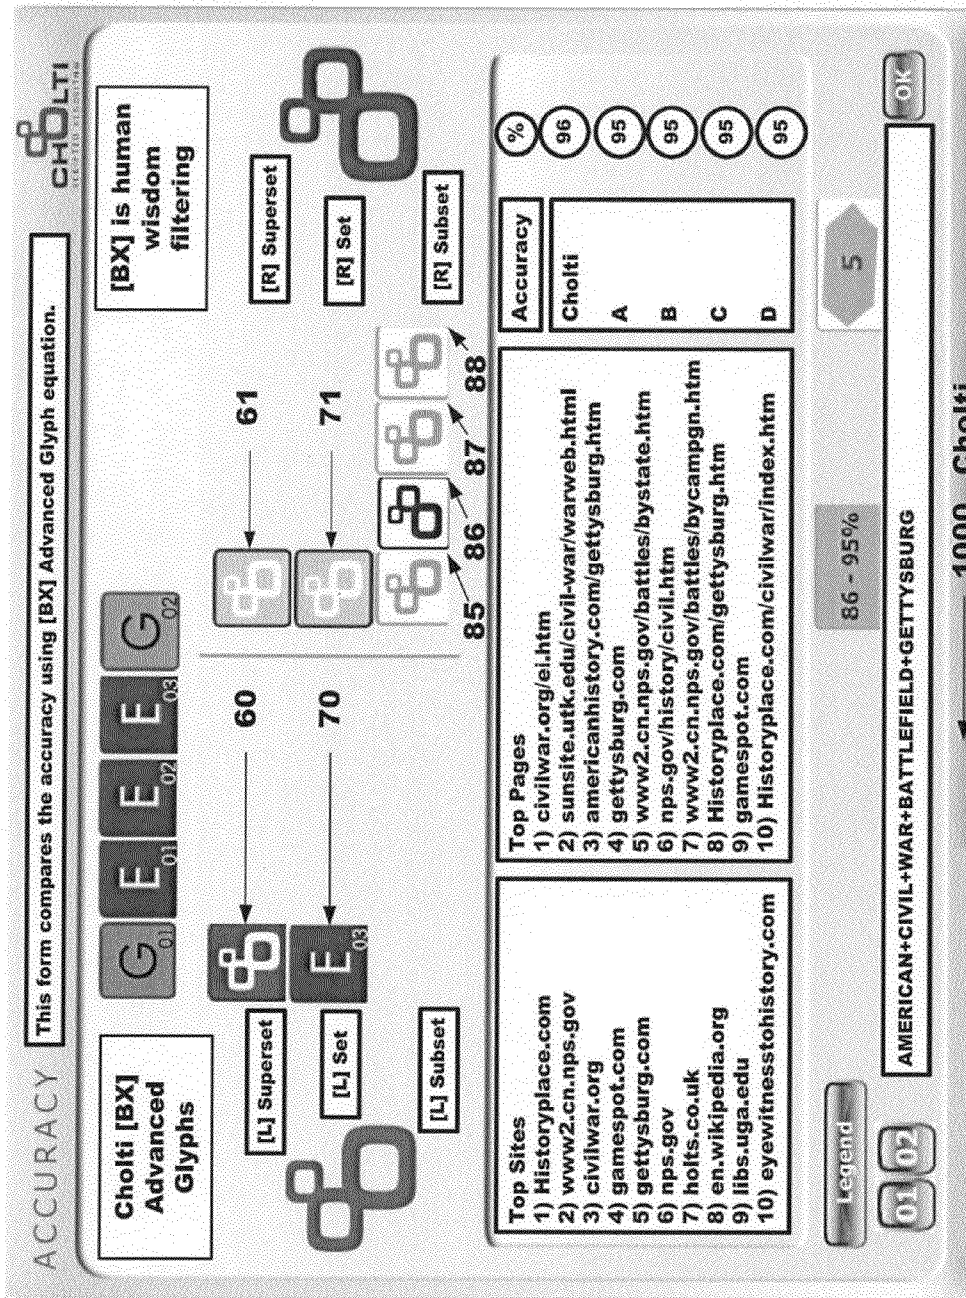 ACCURACY
This form compares the accuracy using [BX] Advanced Glyph equation.
CHOLTI
Cholti [BX]
Advanced
Glyphs
G 01
E 01
E 02
E 03
G 02
[BX] is human
wisdom
filtering
[L] Superset
60
61
[R] Superset
[L] Set
E 03
70
71
[R] Set
[L] Subset
85
86
87
88
[R] Subset
Top Sites
1) Historyplace.com
2) www2.cn.nps.gov
3) civilwar.org
4) gamespot.com
5) gettysburg.com
6) nps.gov
7) holts.co.uk
8) en.wikipedia.org
9) libs.uga.edu
10) eyewitnesstohistory.com
Top Pages
1) civilwar.org/ei.htm
2) sunsite.utk.edu/civil-war/warweb.html
3) americanhistory.com/gettysburg.htm
4) gettysburg.com
5) www2.cn.nps.gov/battles/bystate.htm
6) nps.gov/history/civil.htm
7) www2.cn.nps.gov/battles/bycampgn.htm
8) Historyplace.com/gettysburg.htm
9) gamespot.com
10) Historyplace.com/civilwar/index.htm
Accuracy %
Cholti 96
A 95
B 95
C 95
D 95
Legend
86 - 95%
5
01 02
AMERICAN+CIVIL+WAR+BATTLEFIELD+GETTYSBURG
OK
1000 Cholti